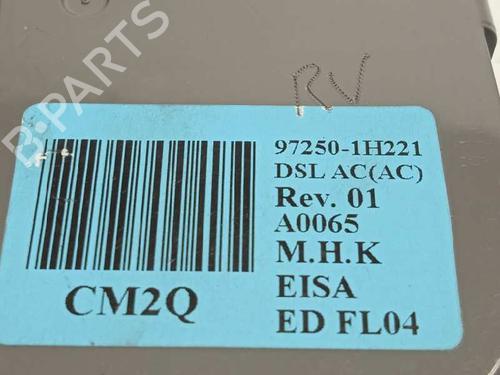 B-PARTS
RV
97250-1H221
DSL AC(AC)
Rev. 01
A0065
M.H.K
EISA
ED FL04
CM2Q